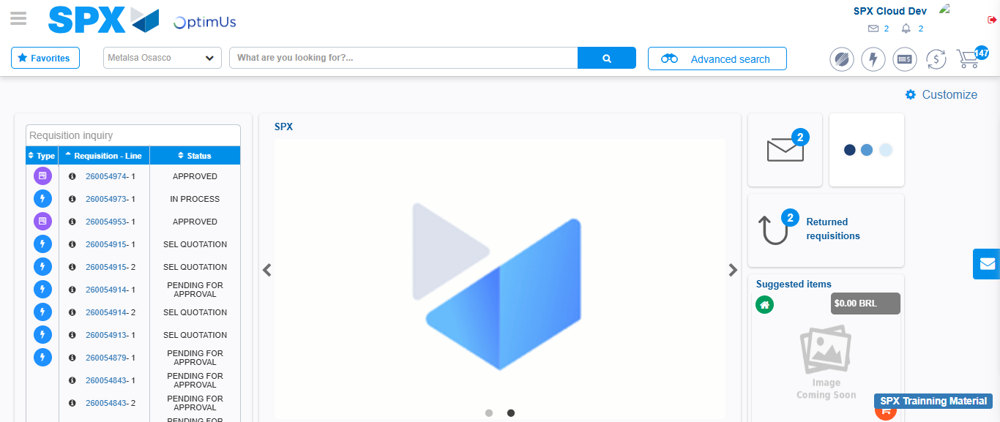 SPX
OptimUs
SPX Cloud Dev
2
2
Favorites
Metalsa Osasco
What are you looking for?...
Advanced search
$
147
Customize
Requisition inquiry
Type
Requisition - Line
Status
260054974- 1
APPROVED
260054973- 1
IN PROCESS
260054953- 1
APPROVED
260054915- 1
SEL QUOTATION
260054915- 2
SEL QUOTATION
260054914- 1
PENDING FOR
APPROVAL
260054914- 2
SEL QUOTATION
260054913- 1
SEL QUOTATION
260054879- 1
PENDING FOR
APPROVAL
260054843- 1
PENDING FOR
APPROVAL
260054843- 2
PENDING FOR
APPROVAL
PENDING FOR
SPX
2
2
Returned
requisitions
Suggested items
$0.00 BRL
Image
Coming Soon
SPX Trainning Material